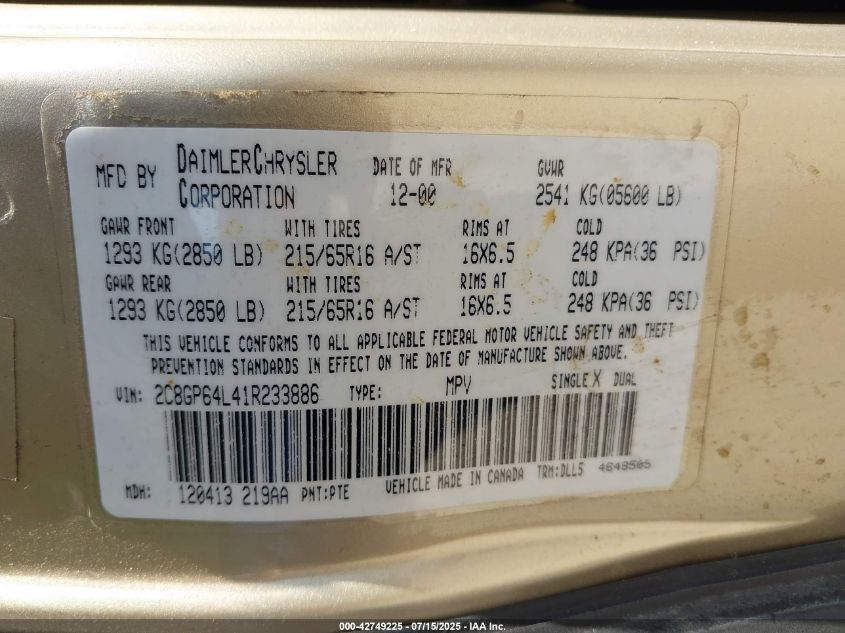 MFD BY DAIMLERCHRYSLER CORPORATION DATE OF MFR 12-00 GVWR 2541 KG(05600 LB)
GAWR FRONT WITH TIRES RIMS AT COLD
1293 KG(2850 LB) 215/65R16 A/ST 16X6.5 248 KPA(36 PSI)
GAWR REAR WITH TIRES RIMS AT COLD
1293 KG(2850 LB) 215/65R16 A/ST 16X6.5 248 KPA(36 PSI)
THIS VEHICLE CONFORMS TO ALL APPLICABLE FEDERAL MOTOR VEHICLE SAFETY AND THEFT
PREVENTION STANDARDS IN EFFECT ON THE DATE OF MANUFACTURE SHOWN ABOVE.
VIN: 2C8GP64L41R233886 TYPE: MPV SINGLE X DUAL
MDH: 120413 219AA PNT:PTE VEHICLE MADE IN CANADA TRM:DLL5 4648505
000-42749225 - 07/15/2025 - IAA Inc.